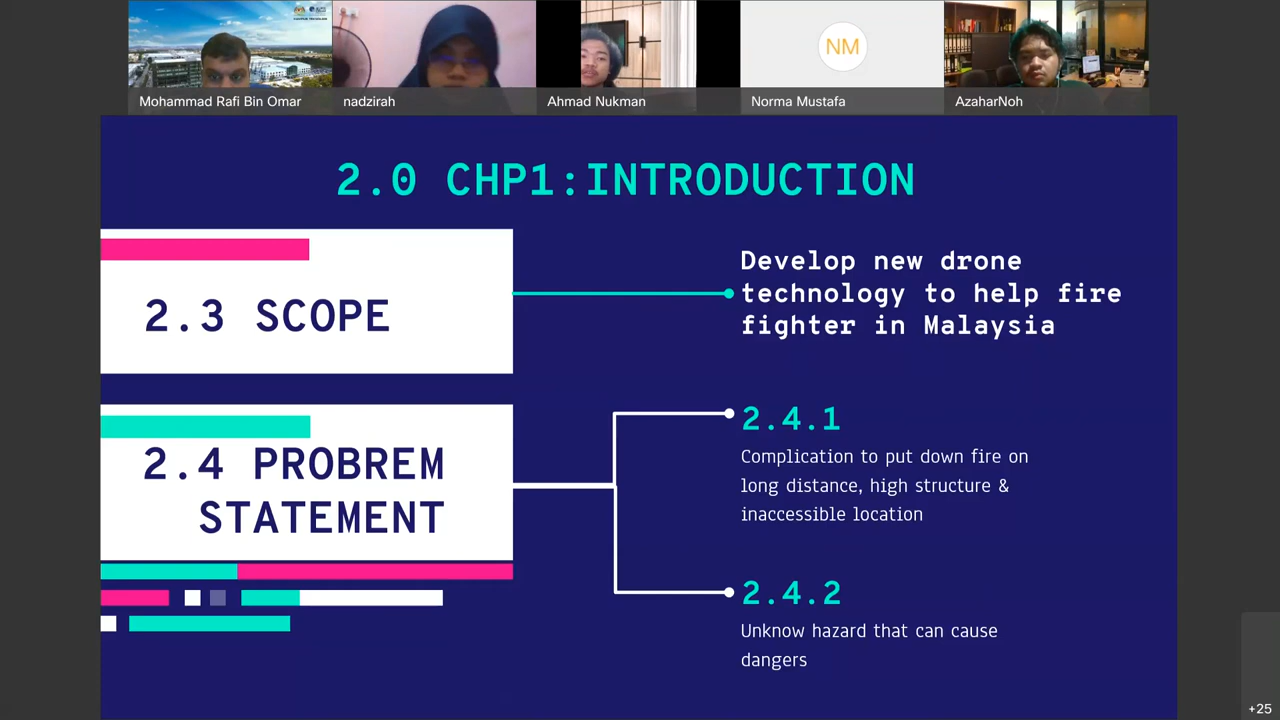 Mohammad Rafi Bin Omar
nadzirah
Ahmad Nukman
NM
Norma Mustafa
AzaharNoh
2.0 CHP1:INTRODUCTION
2.3 SCOPE
Develop new drone
technology to help fire
fighter in Malaysia
2.4 PROBREM
STATEMENT
2.4.1
Complication to put down fire on
long distance, high structure &
inaccessible location
2.4.2
Unknow hazard that can cause
dangers
+25